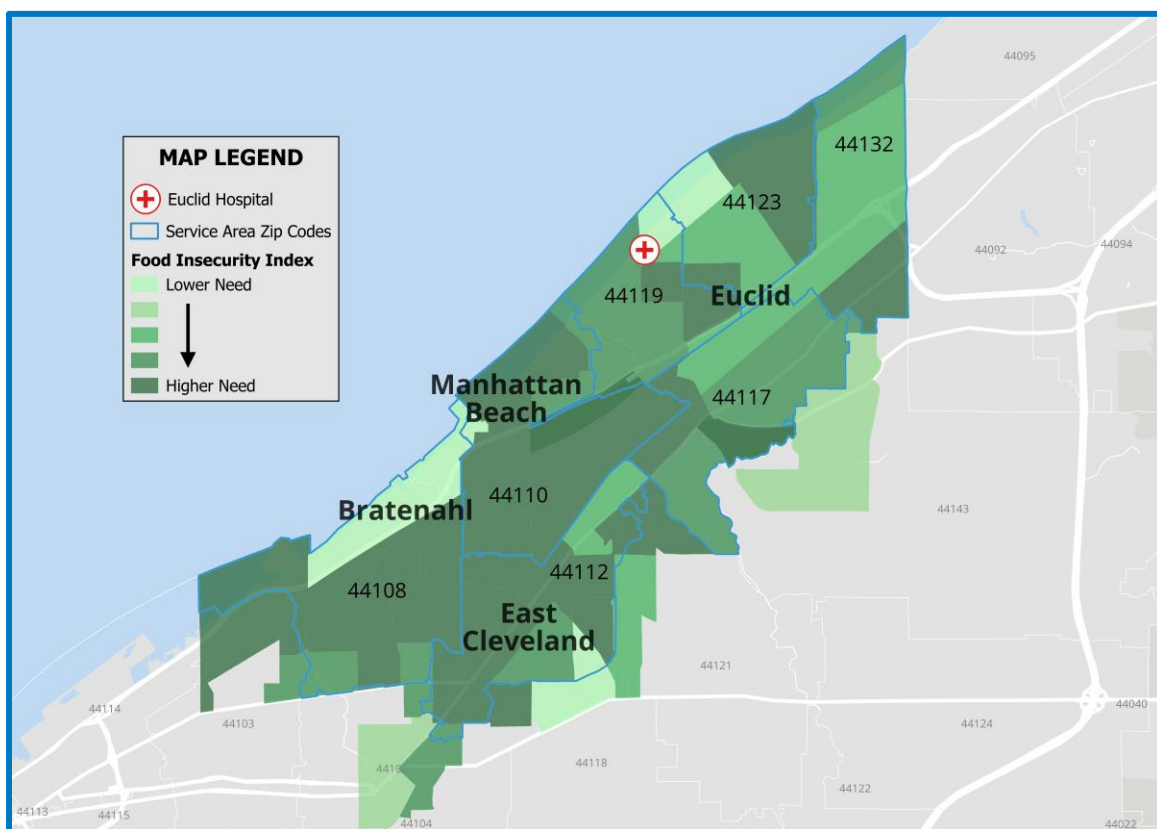 44095
MAP LEGEND
Euclid Hospital
Service Area Zip Codes
Food Insecurity Index
Lower Need
Higher Need
44132
44123
44092
44094
44119
Euclid
Manhattan
Beach
44117
44110
Bratenahl
44143
44112
44108
East
Cleveland
44121
44114
44103
44124
44040
44118
44122
44113
44115
44104
44022